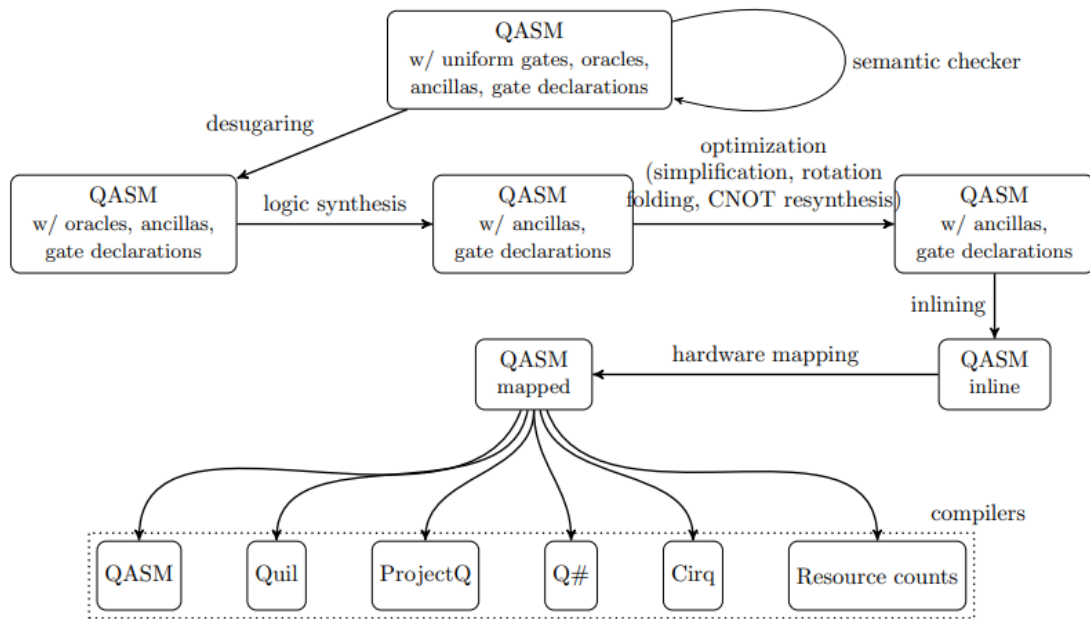 QASM
w/ uniform gates, oracles,
ancillas, gate declarations
semantic checker
desugaring
optimization
(simplification, rotation
folding, CNOT resynthesis)
QASM
w/ oracles, ancillas,
gate declarations
logic synthesis
QASM
w/ ancillas,
gate declarations
QASM
w/ ancillas,
gate declarations
inlining
QASM
mapped
hardware mapping
QASM
inline
compilers
QASM
Quil
ProjectQ
Q#
Cirq
Resource counts